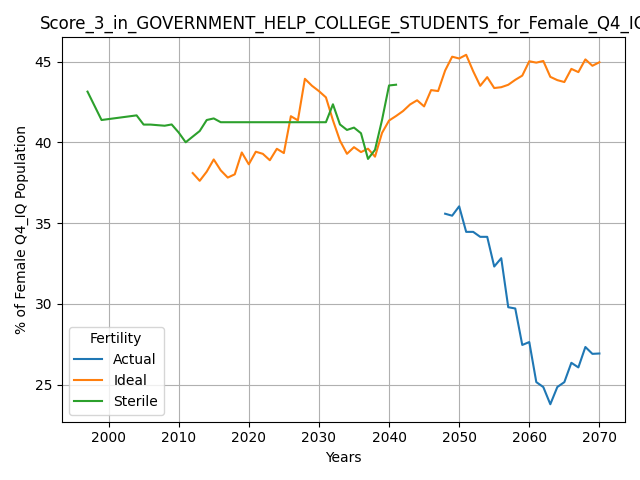 Score_3_in_GOVERNMENT_HELP_COLLEGE_STUDENTS_for_Female_Q4_IQ
% of Female Q4_IQ Population
45
40
35
30
25
Fertility
Actual
Ideal
Sterile
2000 2010 2020 2030 2040 2050 2060 2070
Years